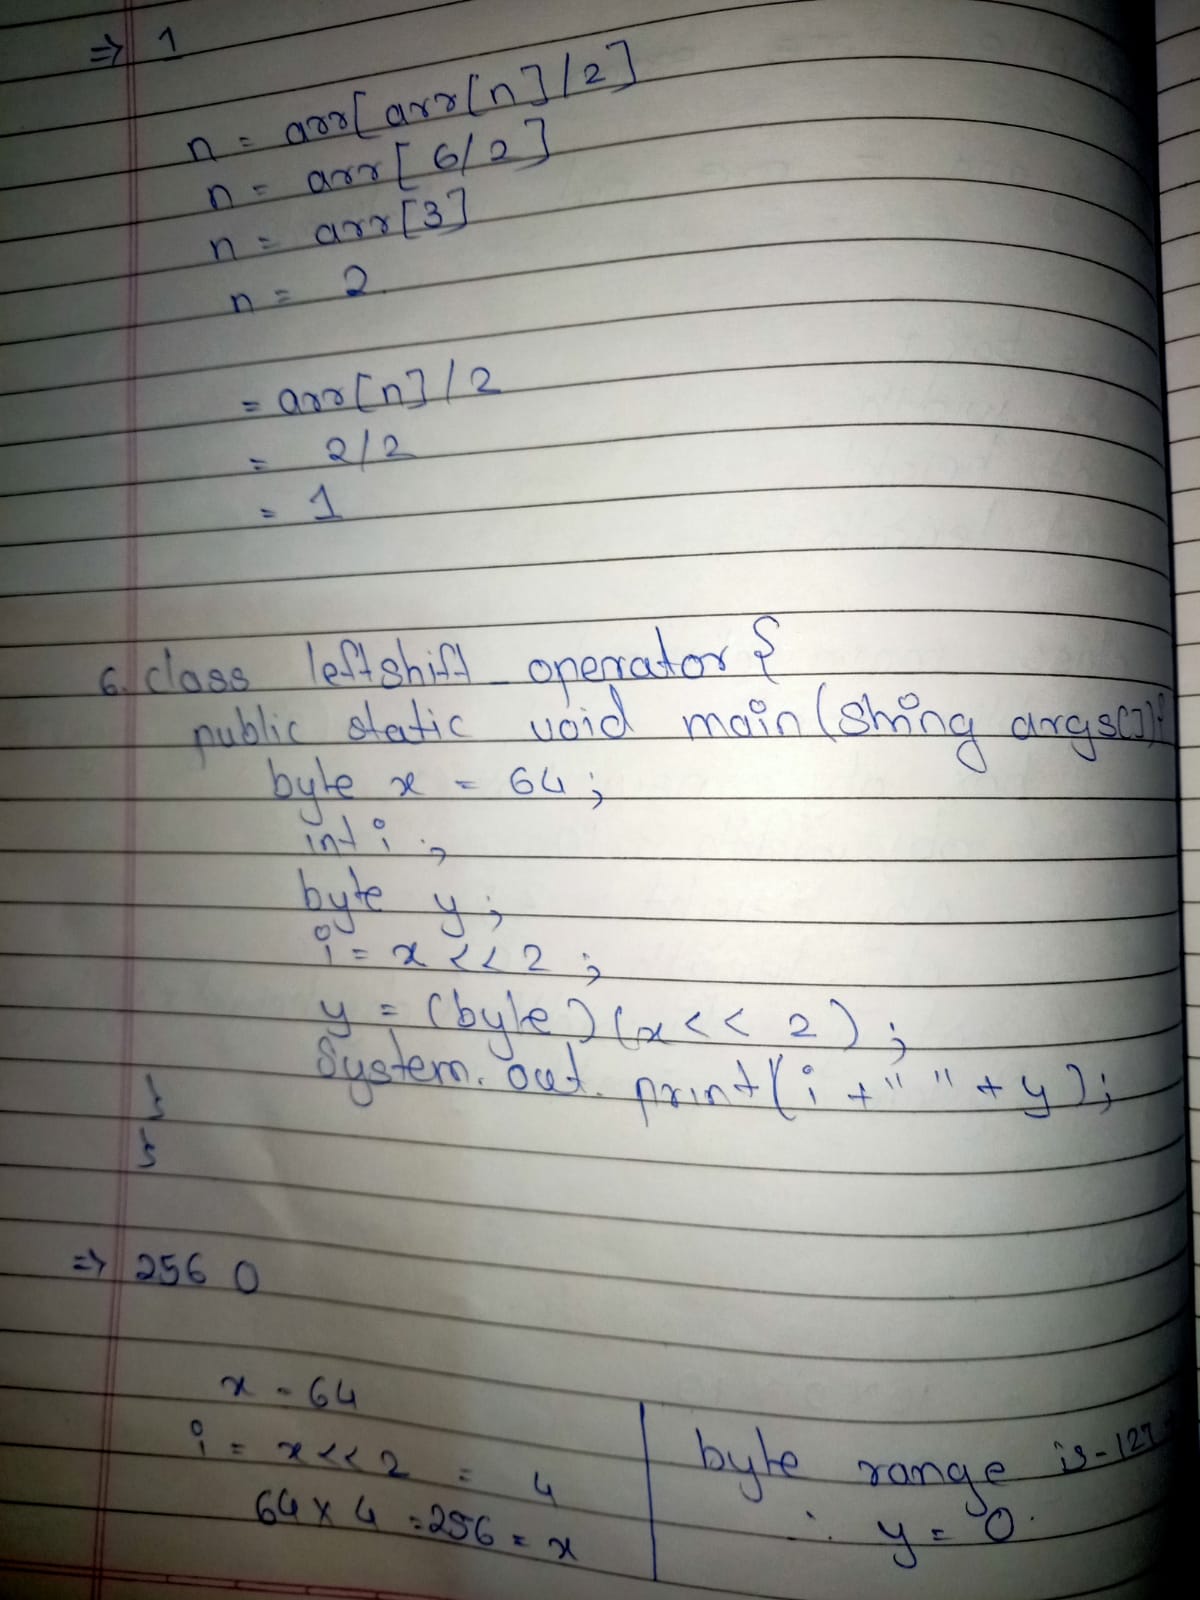 ⇒ 1
n = arr[arr[n]/2]
n = arr[6/2]
n = arr[3]
n = 2
= arr[n]/2
= 2/2
= 1
6. class leftshift_operator {
public static void main(String args[]){
byte x = 64;
int i;
byte y;
i = x << 2;
y = (byte)(x << 2);
System.out.print(i + " " + y);
}
}
⇒ 256 0
x = 64
i = x << 2 = 4
64 x 4 = 256 = x
byte range is -127
∴ y = 0.